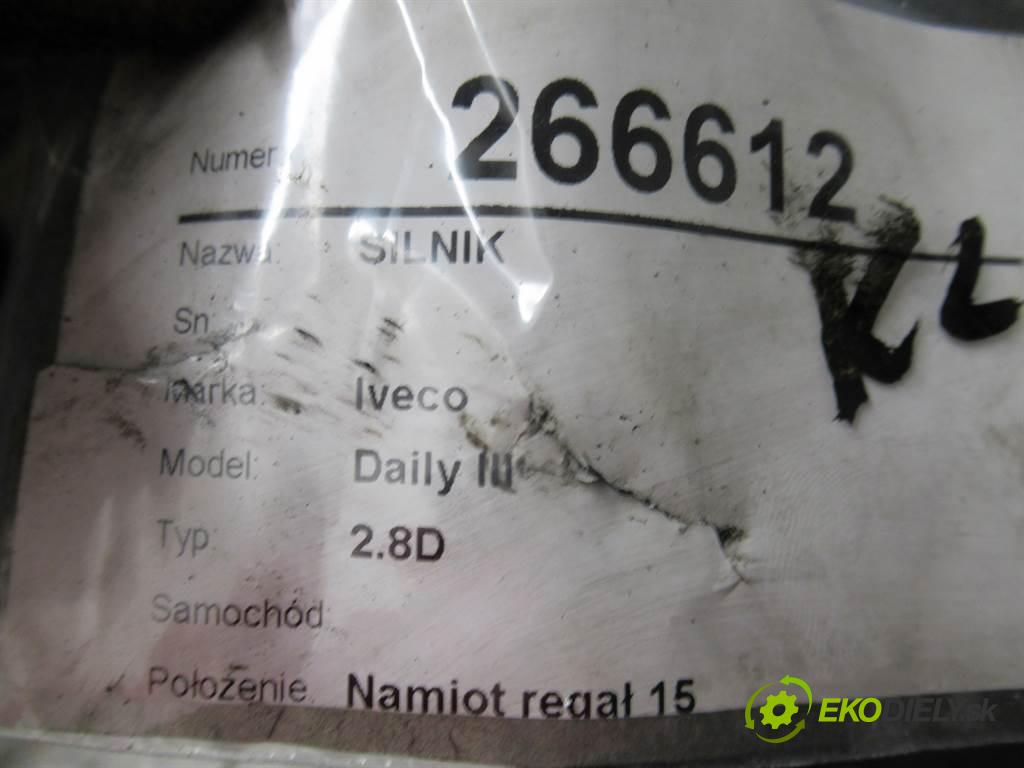 Numer: 266612
Nazwa: SILNIK
Sn:
Marka: Iveco
Model: Daily III
Typ: 2.8D
Samochód:
Położenie: Namiot regał 15
EKODIELY.sk